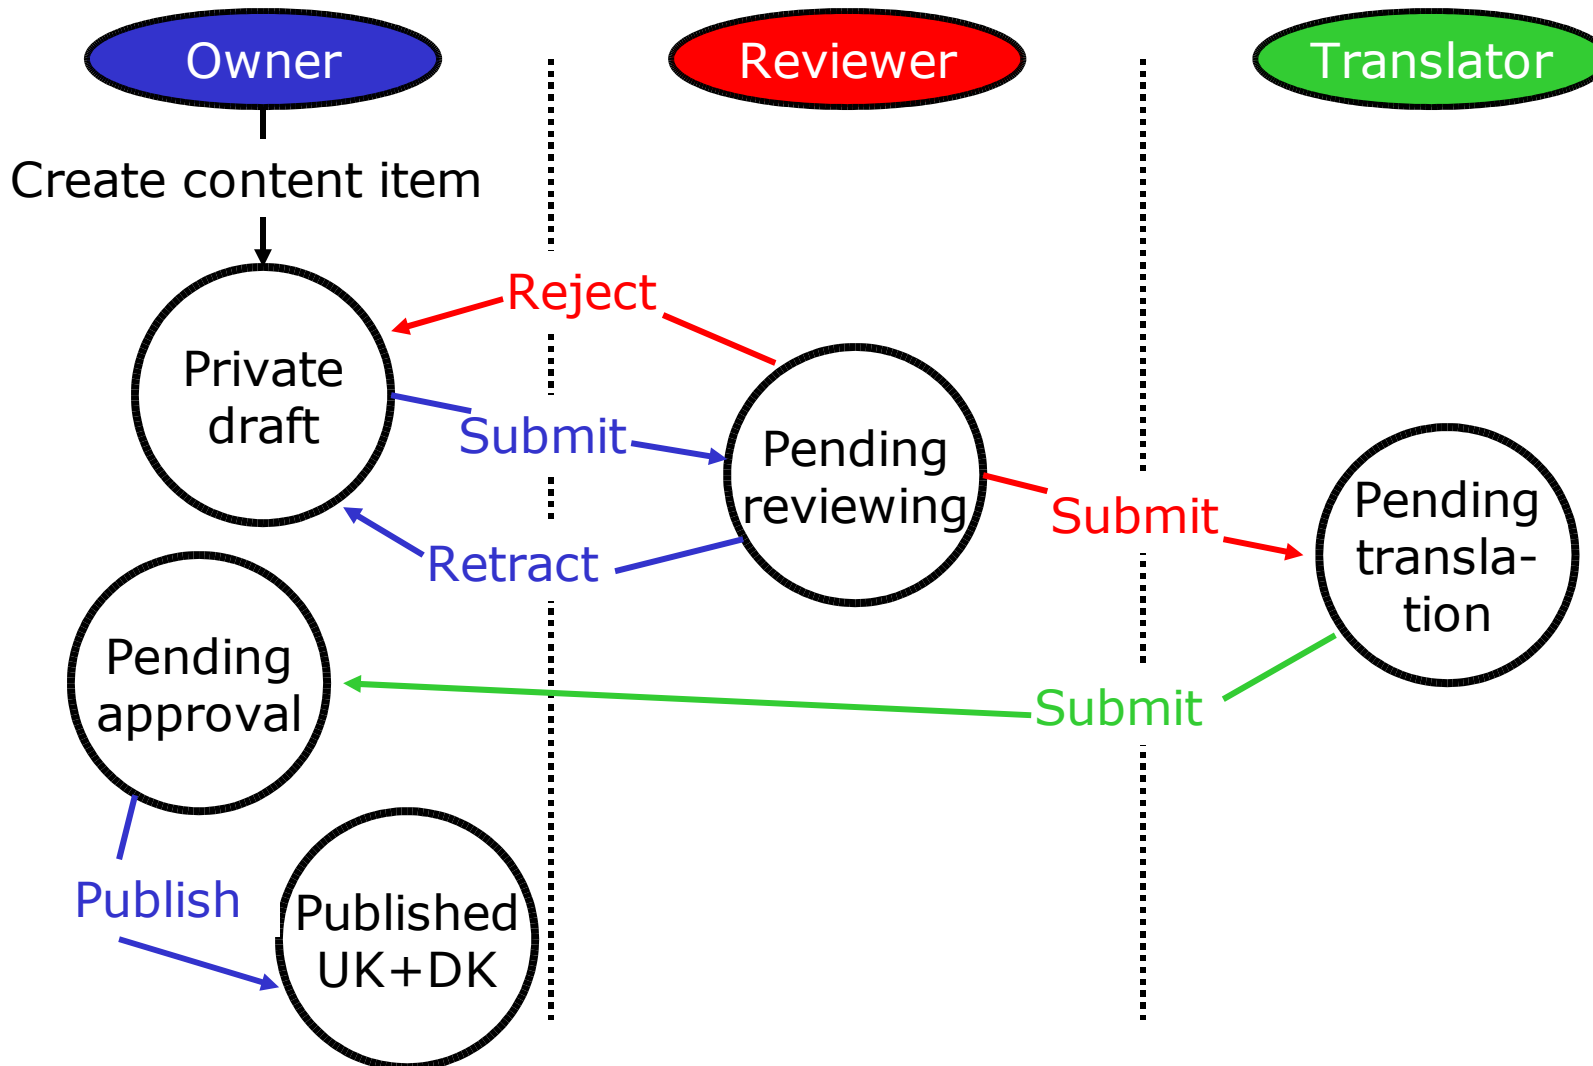 Owner
Reviewer
Translator
Create content item
Reject
Private
draft
Submit
Pending
reviewing
Submit
Pending
transla-
tion
Retract
Pending
approval
Submit
Publish
Published
UK+DK